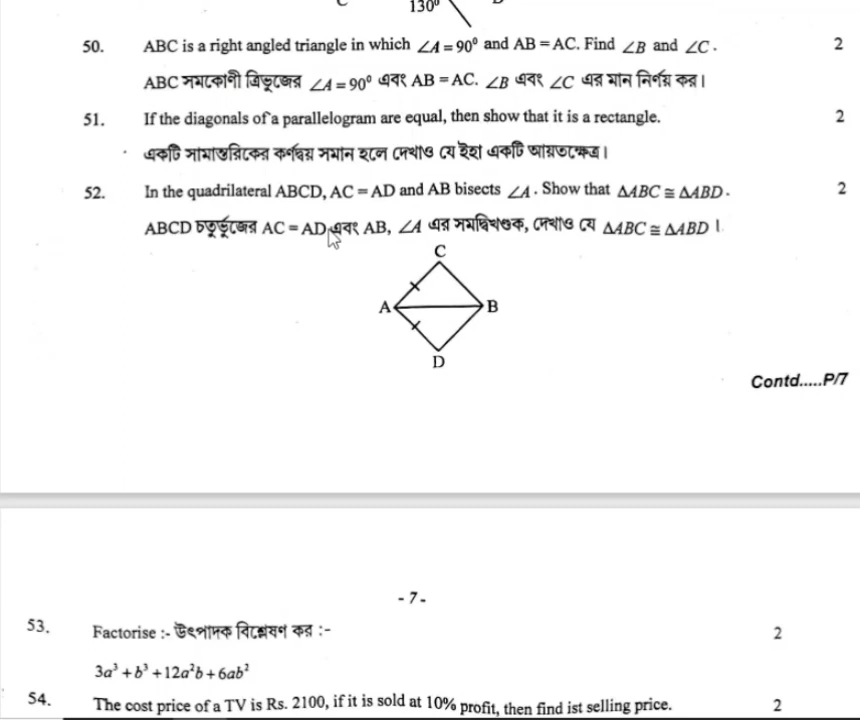 130°
50. ABC is a right angled triangle in which ∠A = 90° and AB = AC. Find ∠B and ∠C. 2
ABC সমকোণী ত্রিভূজের ∠A = 90° এবং AB = AC. ∠B এবং ∠C এর মান নির্ণয় কর।
51. If the diagonals of a parallelogram are equal, then show that it is a rectangle. 2
একটি সামান্তরিকের কর্ণদ্বয় সমান হলে দেখাও যে ইহা একটি আয়তক্ষেত্র।
52. In the quadrilateral ABCD, AC = AD and AB bisects ∠A. Show that ΔABC ≅ ΔABD. 2
ABCD চতুর্ভূজের AC = AD এবং AB, ∠A এর সমদ্বিখণ্ডক, দেখাও যে ΔABC ≅ ΔABD।
C
A B
D
Contd.....P/7
- 7 -
53. Factorise :- উৎপাদক বিশ্লেষণ কর :- 2
3a³ + b³ + 12a²b + 6ab²
54. The cost price of a TV is Rs. 2100, if it is sold at 10% profit, then find ist selling price. 2